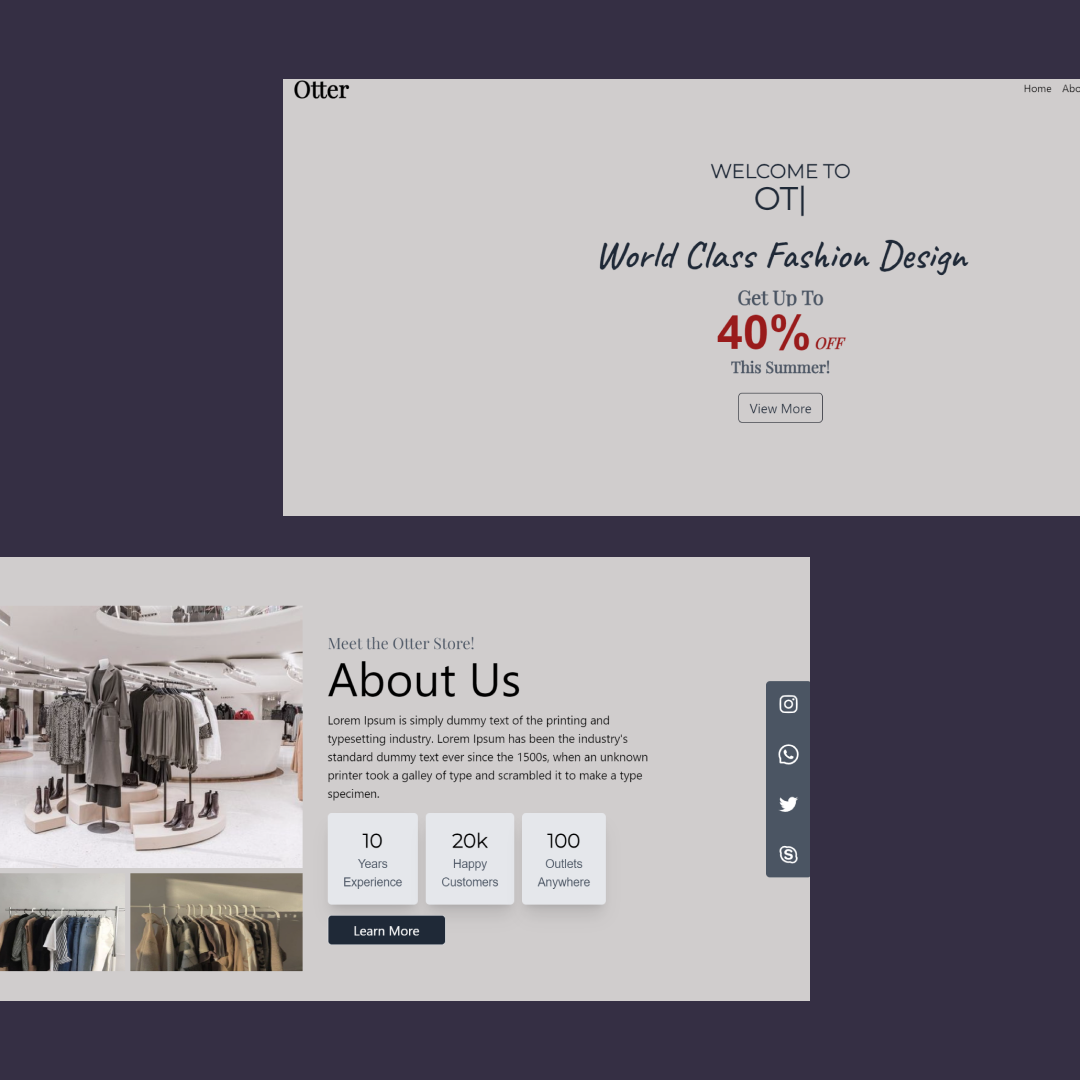 Otter
Home Abo
WELCOME TO
OT|
World Class Fashion Design
Get Up To
40% OFF
This Summer!
View More
Meet the Otter Store!
About Us
Lorem Ipsum is simply dummy text of the printing and
typesetting industry. Lorem Ipsum has been the industry's
standard dummy text ever since the 1500s, when an unknown
printer took a galley of type and scrambled it to make a type
specimen.
10
Years
Experience
20k
Happy
Customers
100
Outlets
Anywhere
Learn More